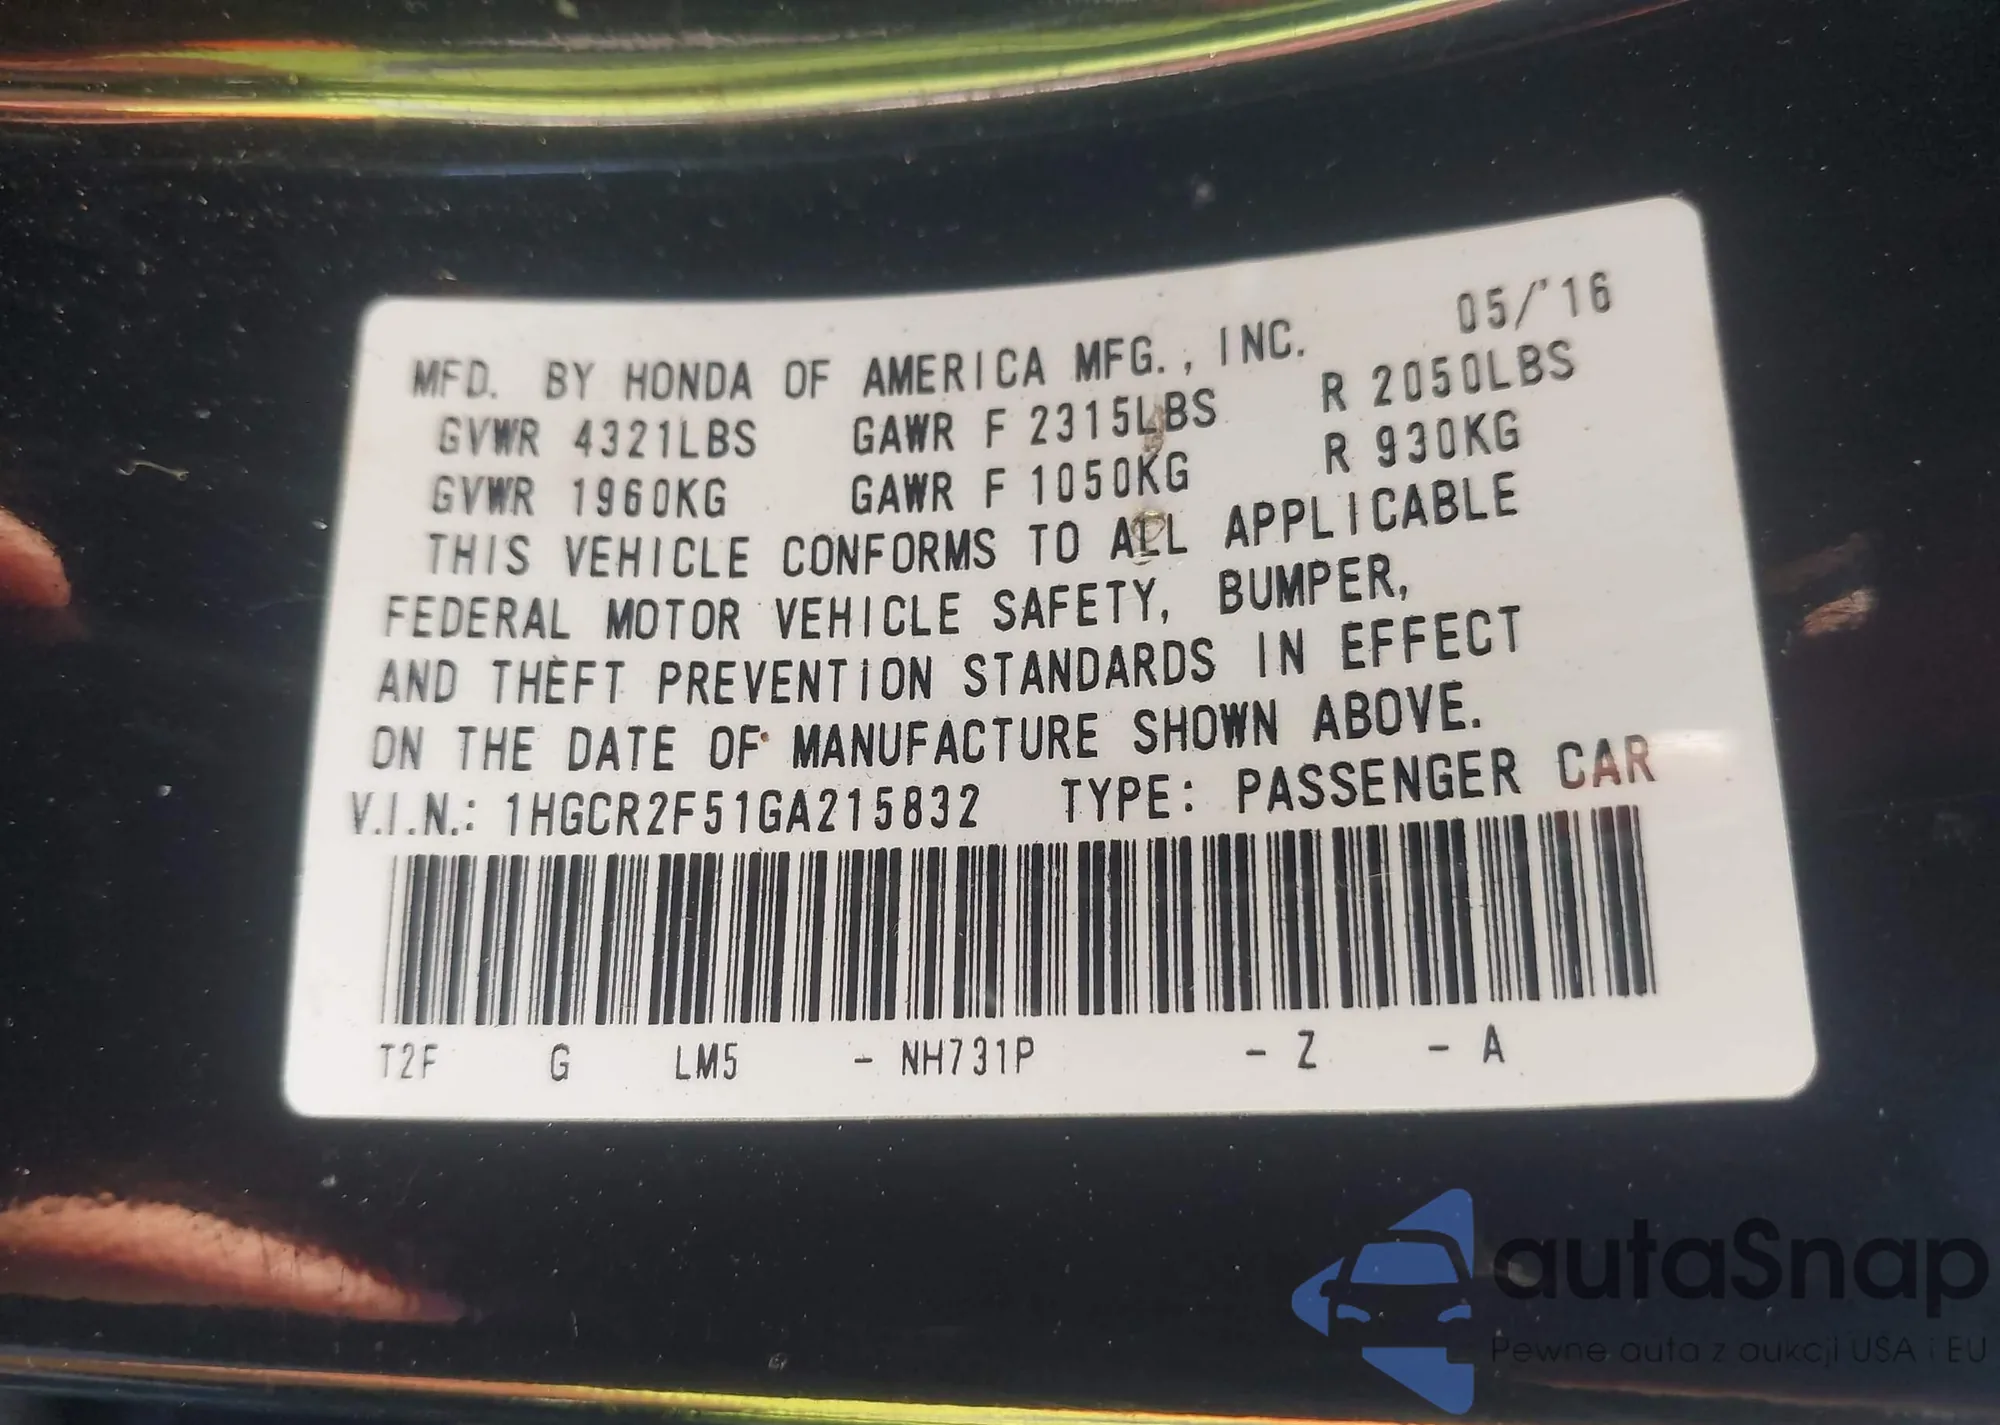 05/'16
MFD. BY HONDA OF AMERICA MFG., INC.
GVWR 4321LBS GAWR F 2315LBS R 2050LBS
GVWR 1960KG GAWR F 1050KG R 930KG
THIS VEHICLE CONFORMS TO ALL APPLICABLE
FEDERAL MOTOR VEHICLE SAFETY, BUMPER,
AND THEFT PREVENTION STANDARDS IN EFFECT
ON THE DATE OF MANUFACTURE SHOWN ABOVE.
V.I.N.: 1HGCR2F51GA215832 TYPE: PASSENGER CAR
T2F G LM5 - NH731P - Z - A
autaSnap
Pewne auta z aukcji USA i EU